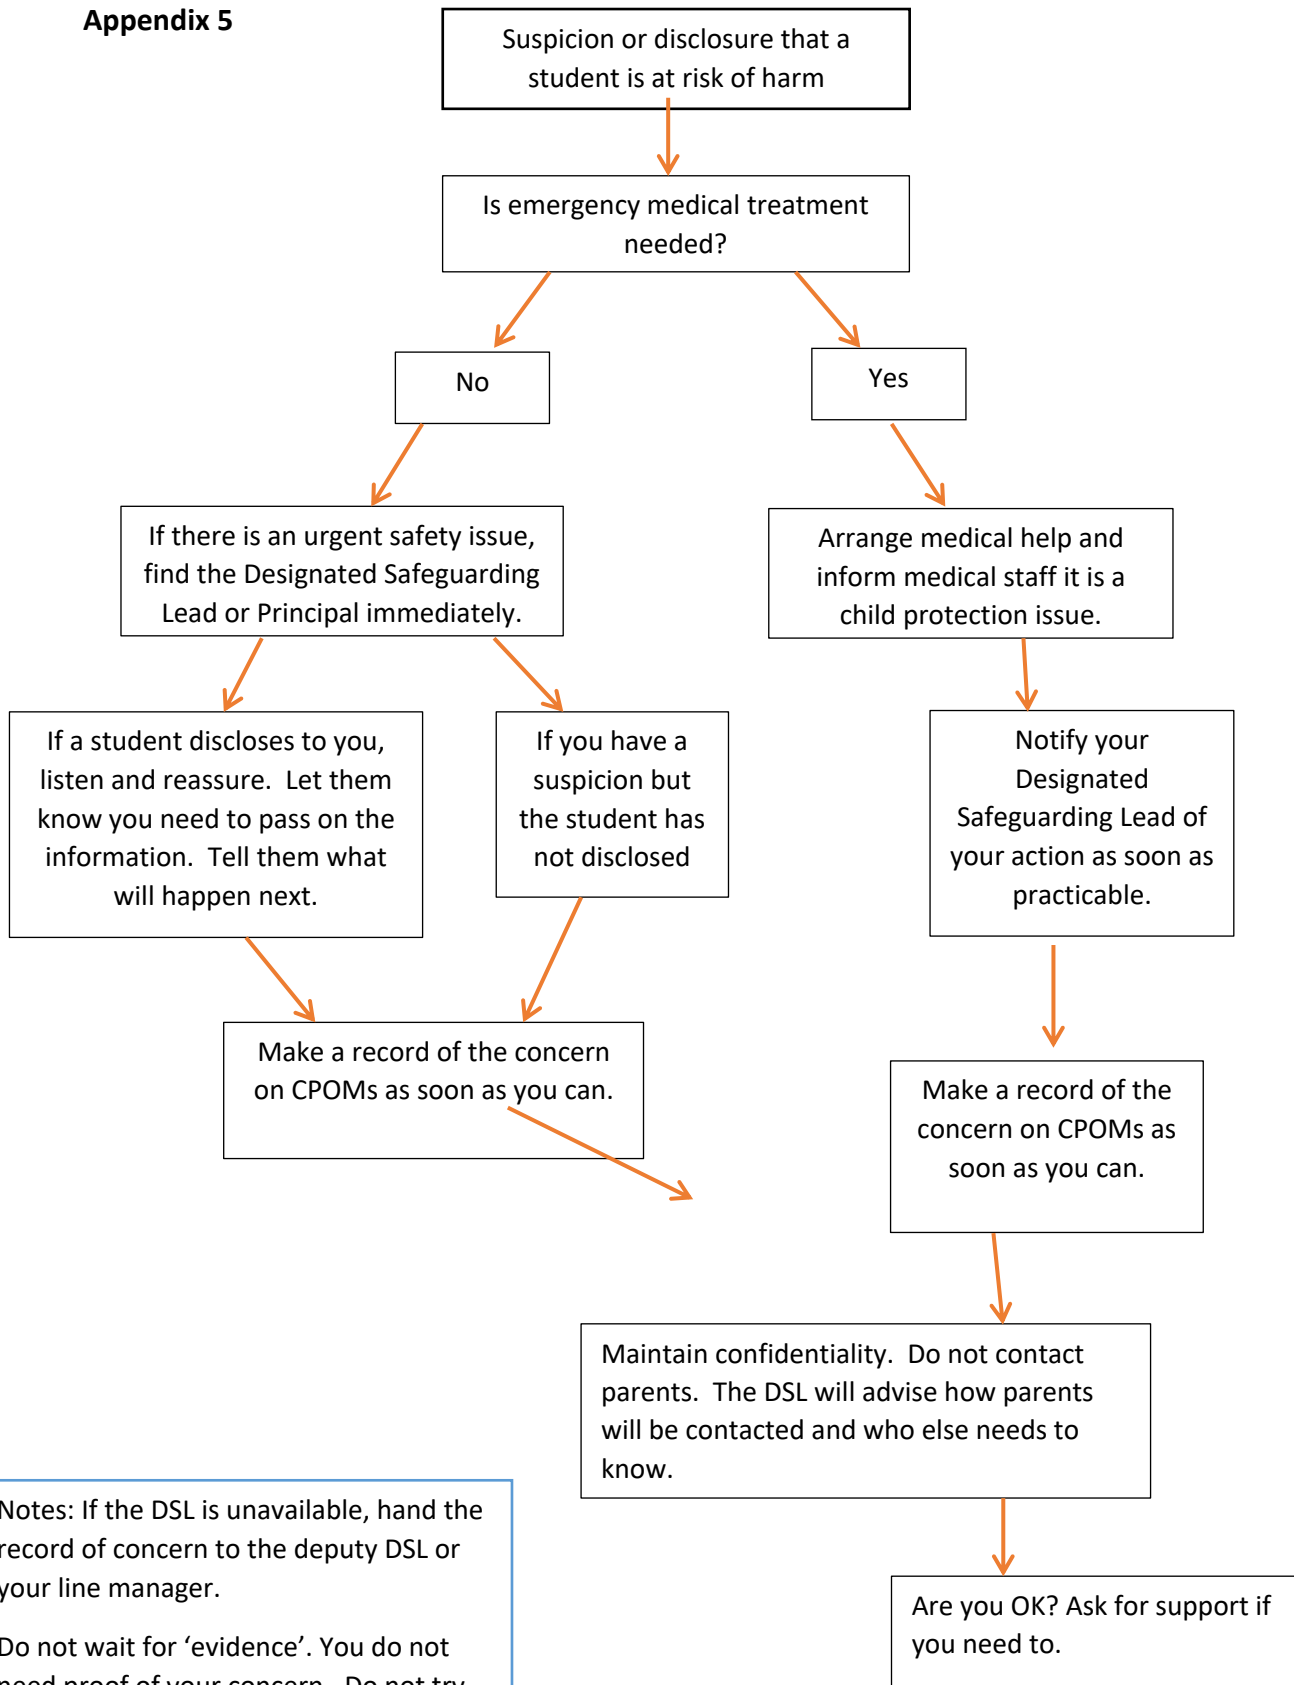 Appendix 5
Suspicion or disclosure that a
student is at risk of harm
Is emergency medical treatment
needed?
No
Yes
If there is an urgent safety issue,
find the Designated Safeguarding
Lead or Principal immediately.
Arrange medical help and
inform medical staff it is a
child protection issue.
If a student discloses to you,
listen and reassure.  Let them
know you need to pass on the
information.  Tell them what
will happen next.
If you have a
suspicion but
the student has
not disclosed
Notify your
Designated
Safeguarding Lead of
your action as soon as
practicable.
Make a record of the concern
on CPOMs as soon as you can.
Make a record of the
concern on CPOMs as
soon as you can.
Maintain confidentiality.  Do not contact
parents.  The DSL will advise how parents
will be contacted and who else needs to
know.
Notes: If the DSL is unavailable, hand the
record of concern to the deputy DSL or
your line manager.
Do not wait for ‘evidence’. You do not
need proof of your concern.  Do not try
Are you OK? Ask for support if
you need to.